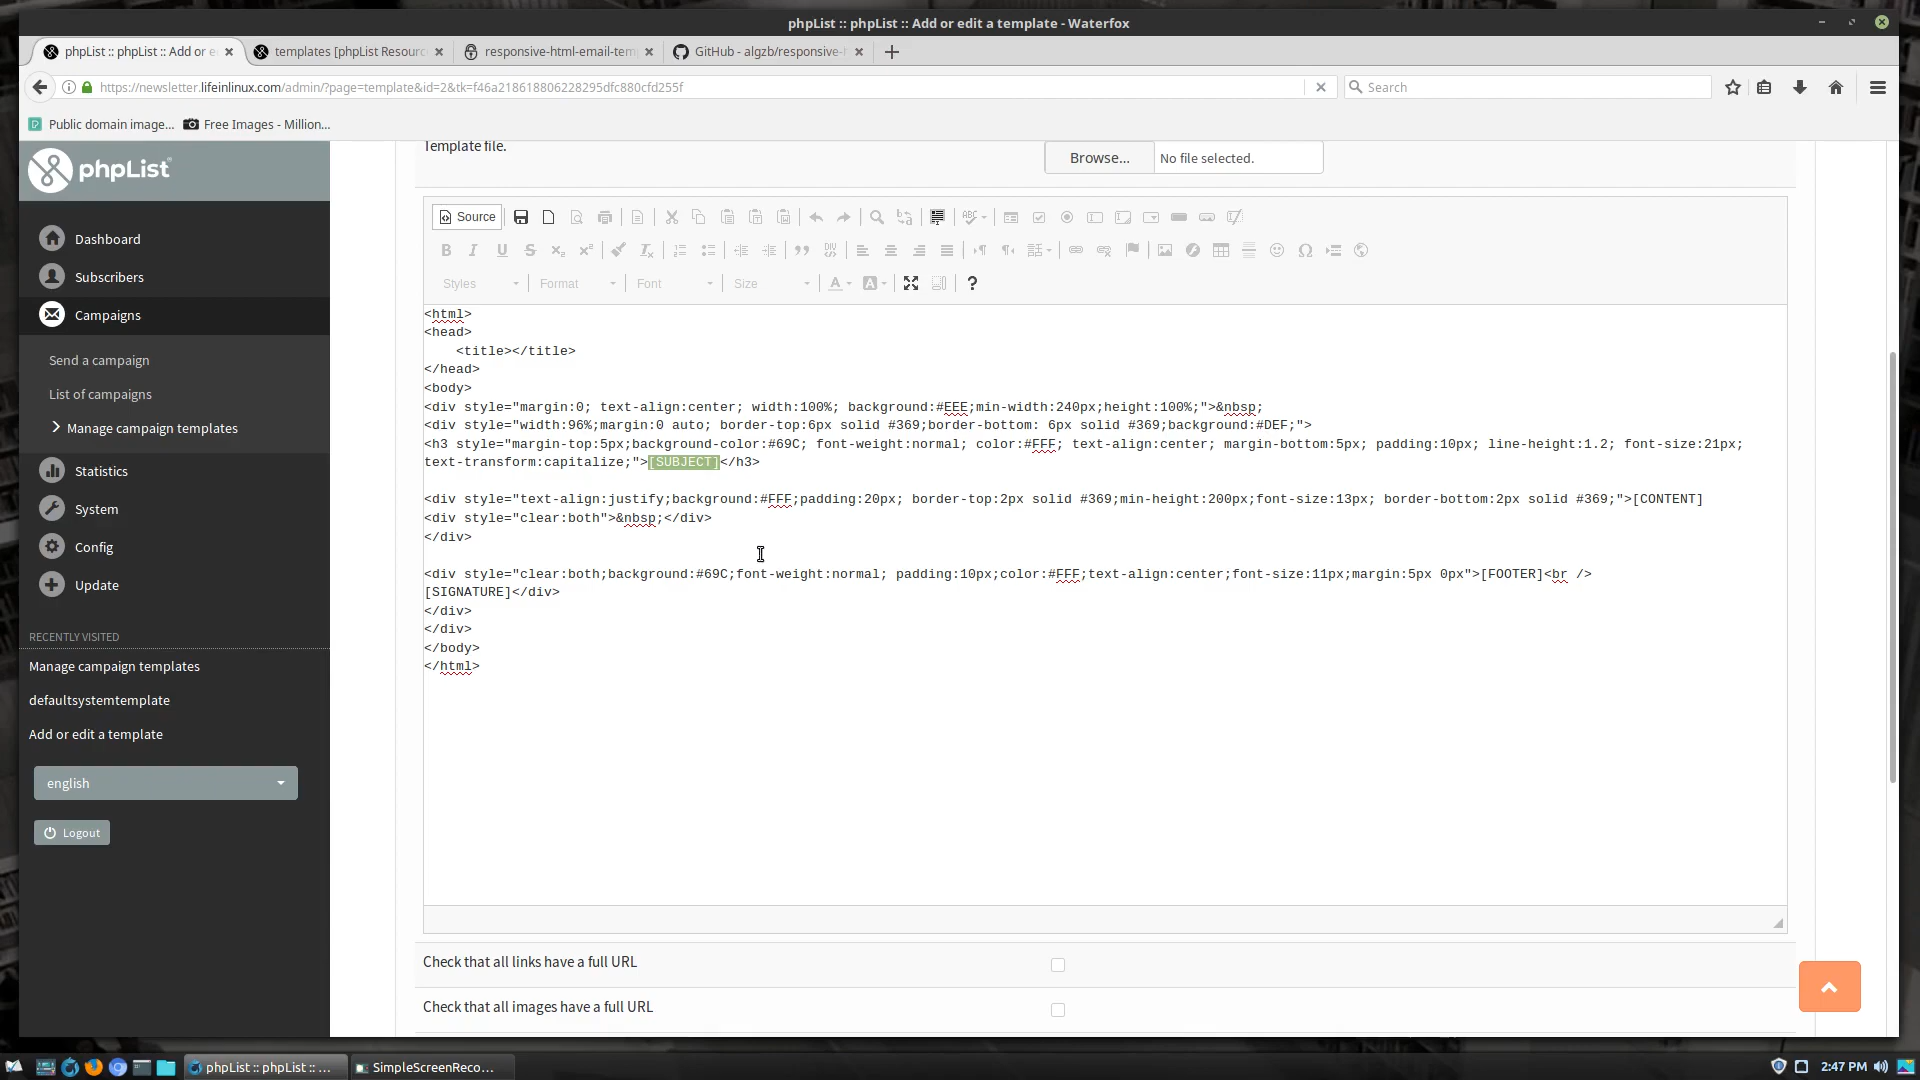 phpList :: phpList :: Add or edit a template - Waterfox
phpList :: phpList :: Add or e
templates [phpList Resourc
responsive-html-email-tem
GitHub - algzb/responsive-h
https://newsletter.lifeinlinux.com/admin/?page=template&id=2&tk=f46a218618806228295dfc880cfd255f
Search
Public domain image...
Free Images - Million...
phpList
Dashboard
Subscribers
Campaigns
Send a campaign
List of campaigns
Manage campaign templates
Statistics
System
Config
Update
RECENTLY VISITED
Manage campaign templates
defaultsystemtemplate
Add or edit a template
english
Logout
Template file.
Browse...
No file selected.
Source
Styles
Format
Font
Size
<html>
<head>
<title></title>
</head>
<body>
<div style="margin:0; text-align:center; width:100%; background:#EEE;min-width:240px;height:100%;">&nbsp;
<div style="width:96%;margin:0 auto; border-top:6px solid #369;border-bottom: 6px solid #369;background:#DEF;">
<h3 style="margin-top:5px;background-color:#69C; font-weight:normal; color:#FFF; text-align:center; margin-bottom:5px; padding:10px; line-height:1.2; font-size:21px;
text-transform:capitalize;">[SUBJECT]</h3>
<div style="text-align:justify;background:#FFF;padding:20px; border-top:2px solid #369;min-height:200px;font-size:13px; border-bottom:2px solid #369;">[CONTENT]
<div style="clear:both">&nbsp;</div>
</div>
<div style="clear:both;background:#69C;font-weight:normal; padding:10px;color:#FFF;text-align:center;font-size:11px;margin:5px 0px">[FOOTER]<br />
[SIGNATURE]</div>
</div>
</div>
</body>
</html>
Check that all links have a full URL
Check that all images have a full URL
phpList :: phpList :: ...
SimpleScreenReco...
2:47 PM